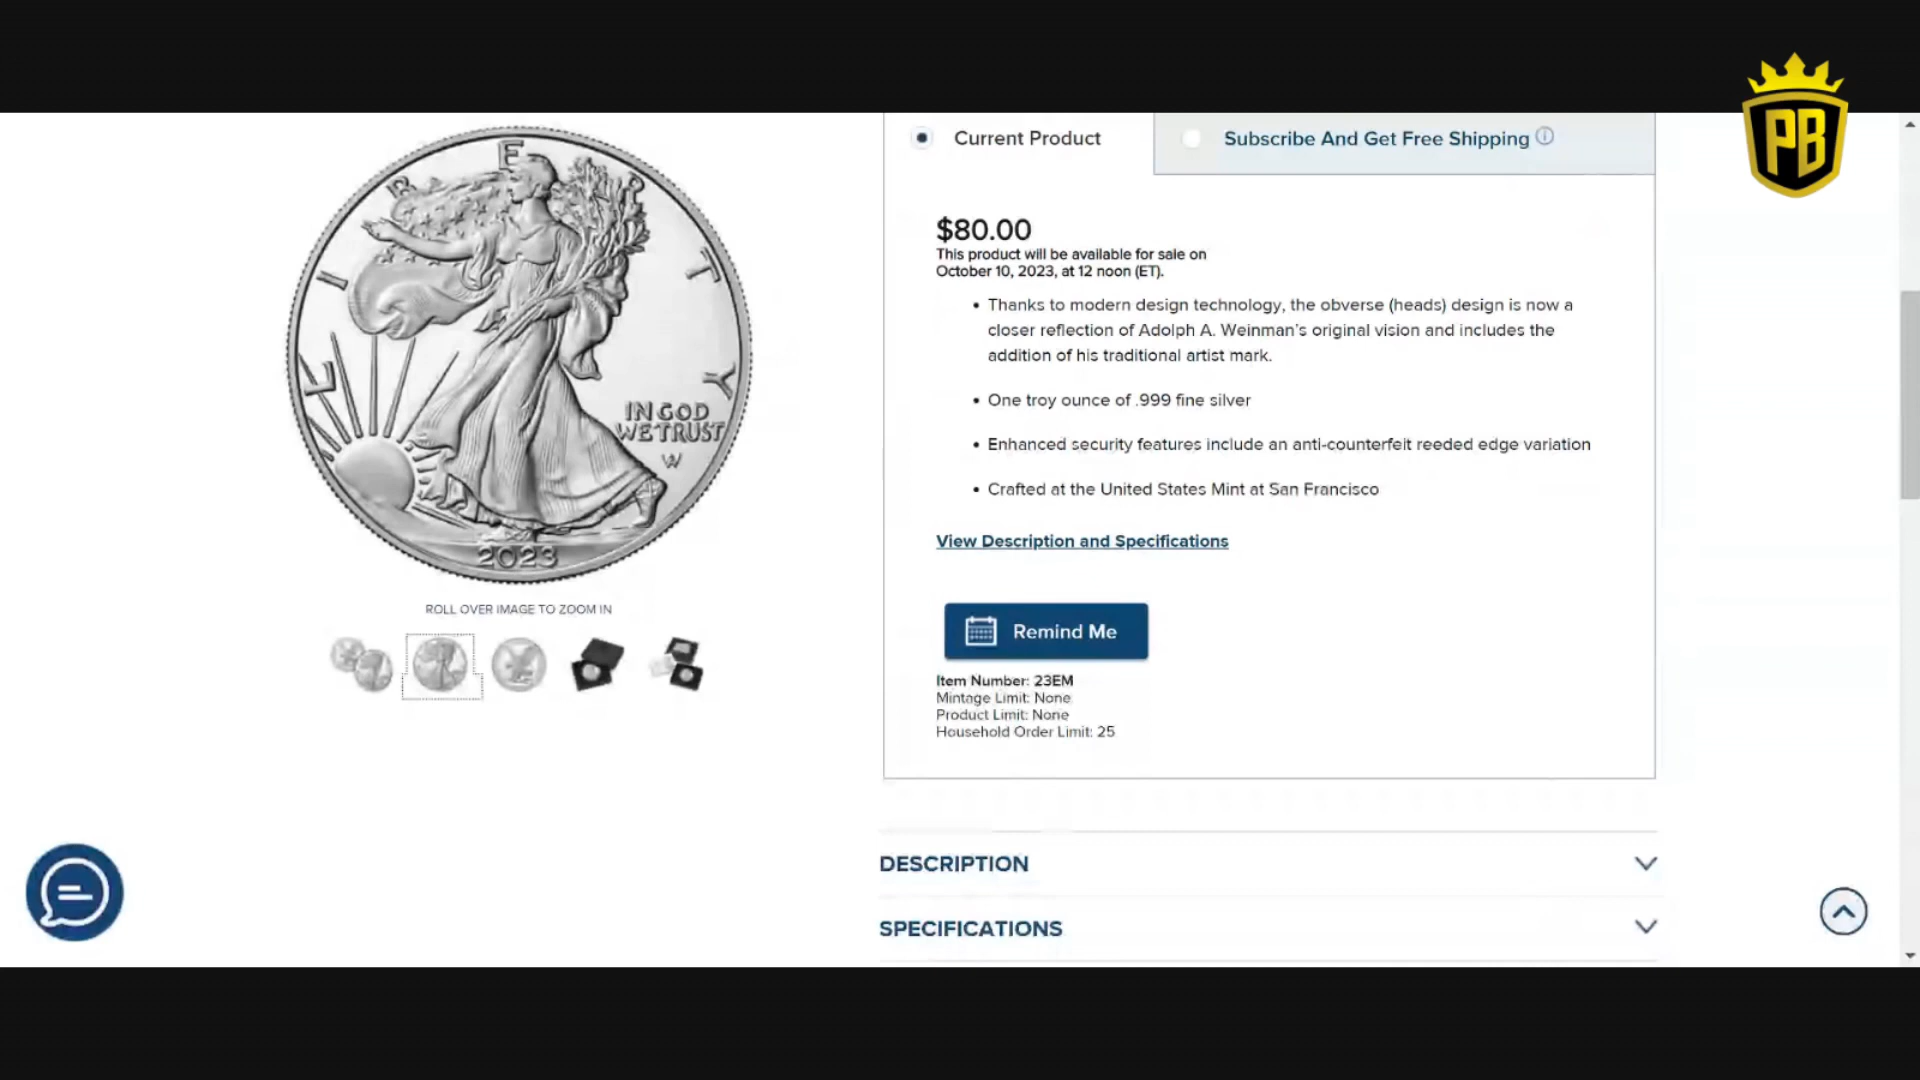 PB
Current Product
Subscribe And Get Free Shipping
$80.00
This product will be available for sale on
October 10, 2023, at 12 noon (ET).
• Thanks to modern design technology, the obverse (heads) design is now a
closer reflection of Adolph A. Weinman's original vision and includes the
addition of his traditional artist mark.
• One troy ounce of .999 fine silver
• Enhanced security features include an anti-counterfeit reeded edge variation
• Crafted at the United States Mint at San Francisco
View Description and Specifications
Remind Me
Item Number: 23EM
Mintage Limit: None
Product Limit: None
Household Order Limit: 25
LIBERTY
IN GOD
WE TRUST
2023
ROLL OVER IMAGE TO ZOOM IN
DESCRIPTION
SPECIFICATIONS